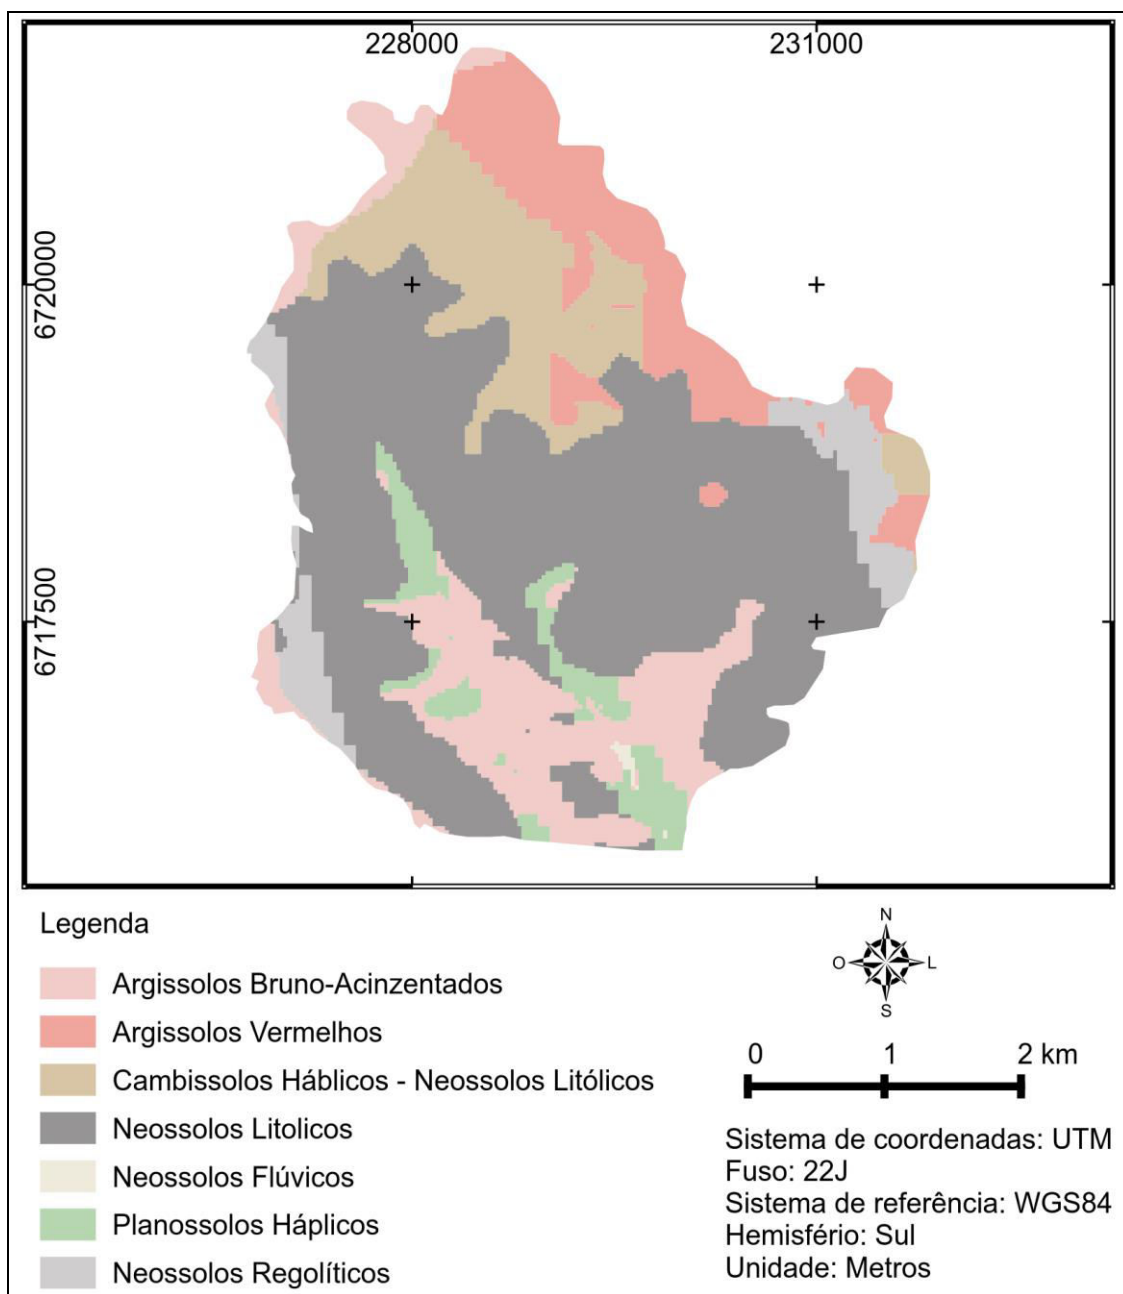 228000 231000
6720000
6717500
Legenda
Argissolos Bruno-Acinzentados
Argissolos Vermelhos
Cambissolos Háblicos - Neossolos Litólicos
Neossolos Litolicos
Neossolos Flúvicos
Planossolos Háplicos
Neossolos Regolíticos
N
O L
S
0 1 2 km
Sistema de coordenadas: UTM
Fuso: 22J
Sistema de referência: WGS84
Hemisfério: Sul
Unidade: Metros